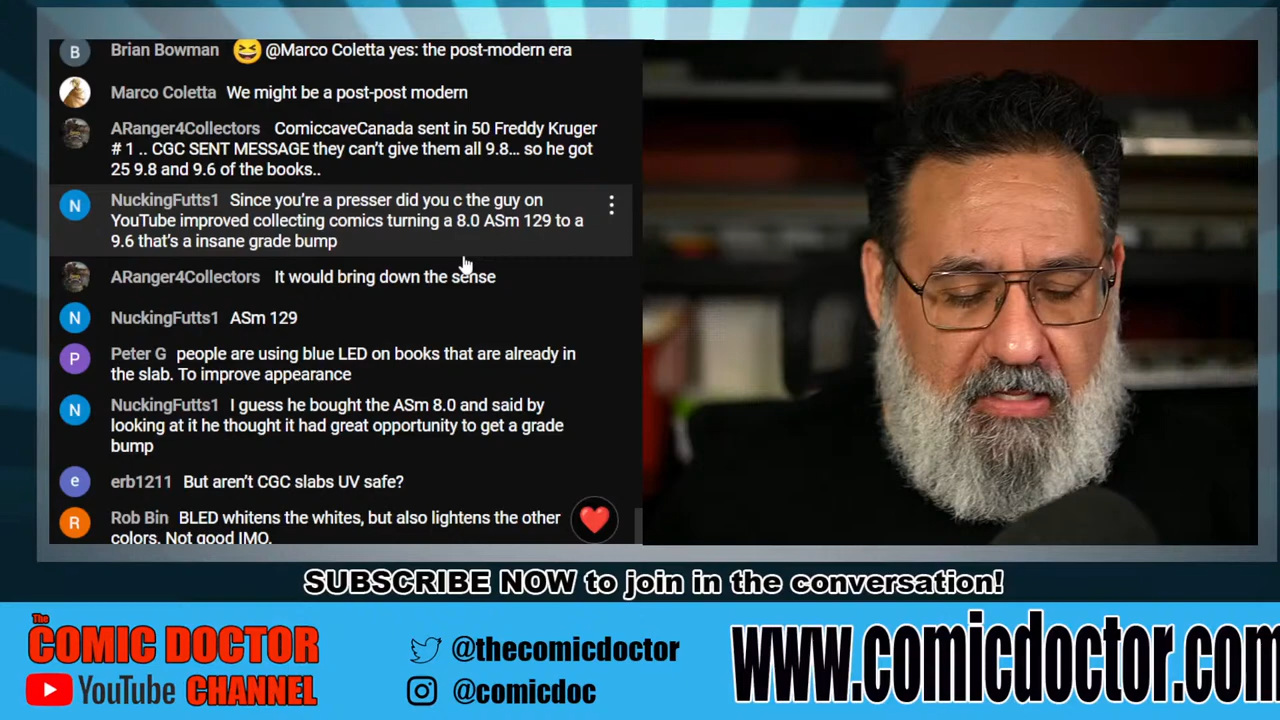 B Brian Bowman 😆 @Marco Coletta yes: the post-modern era
Marco Coletta We might be a post-post modern
ARanger4Collectors ComiccaveCanada sent in 50 Freddy Kruger
# 1 .. CGC SENT MESSAGE they can’t give them all 9.8… so he got
25 9.8 and 9.6 of the books..
N NuckingFutts1 Since you’re a presser did you c the guy on
YouTube improved collecting comics turning a 8.0 ASm 129 to a
9.6 that’s a insane grade bump
ARanger4Collectors It would bring down the sense
N NuckingFutts1 ASm 129
P Peter G people are using blue LED on books that are already in
the slab. To improve appearance
N NuckingFutts1 I guess he bought the ASm 8.0 and said by
looking at it he thought it had great opportunity to get a grade
bump
e erb1211 But aren’t CGC slabs UV safe?
R Rob Bin BLED whitens the whites, but also lightens the other
colors. Not good IMO.
SUBSCRIBE NOW to join in the conversation!
The
COMIC DOCTOR
YouTube CHANNEL
@thecomicdoctor
@comicdoc
www.comicdoctor.com